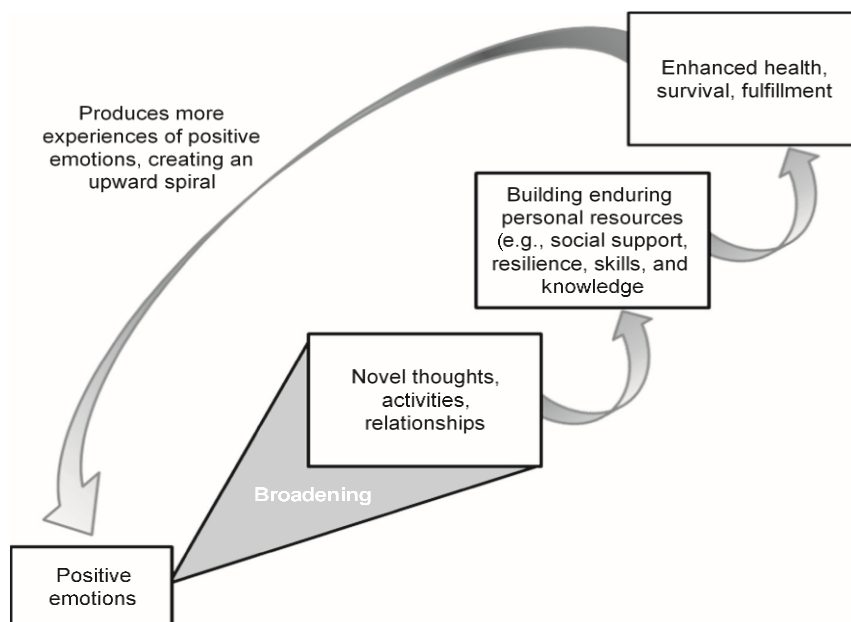 Enhanced health,
survival, fulfillment
Produces more
experiences of positive
emotions, creating an
upward spiral
Building enduring
personal resources
(e.g., social support,
resilience, skills, and
knowledge
Novel thoughts,
activities,
relationships
Broadening
Positive
emotions